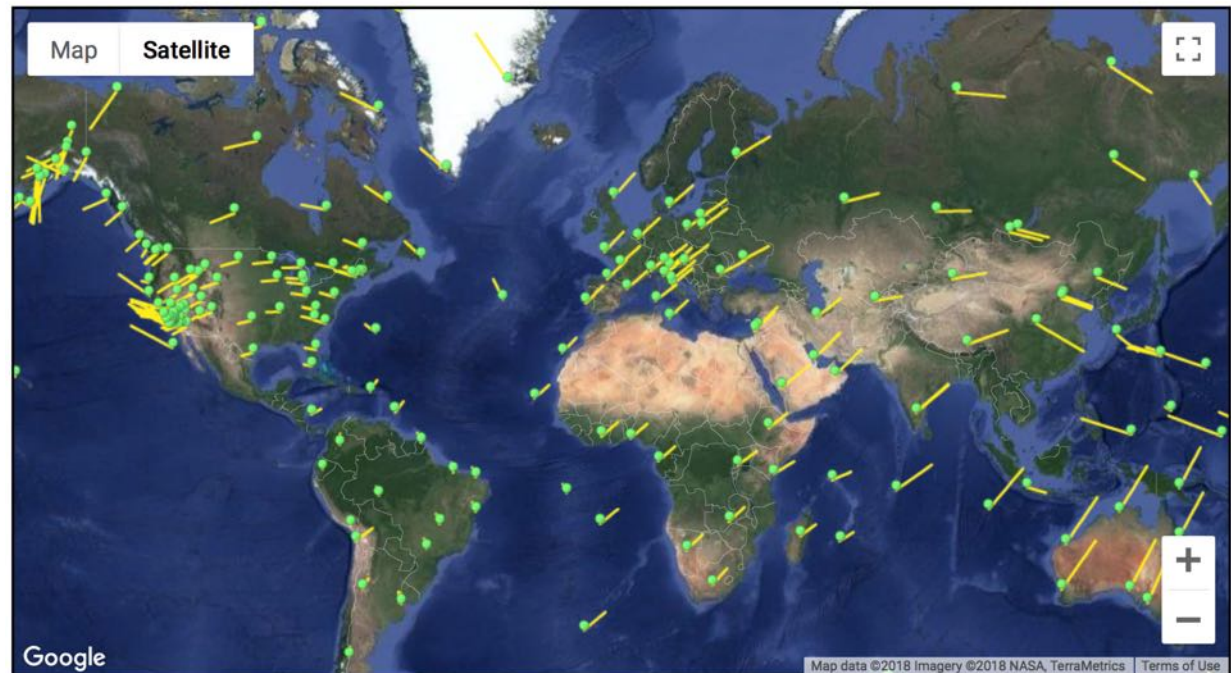 Map Satellite
Google
Map data ©2018 Imagery ©2018 NASA, TerraMetrics Terms of Use